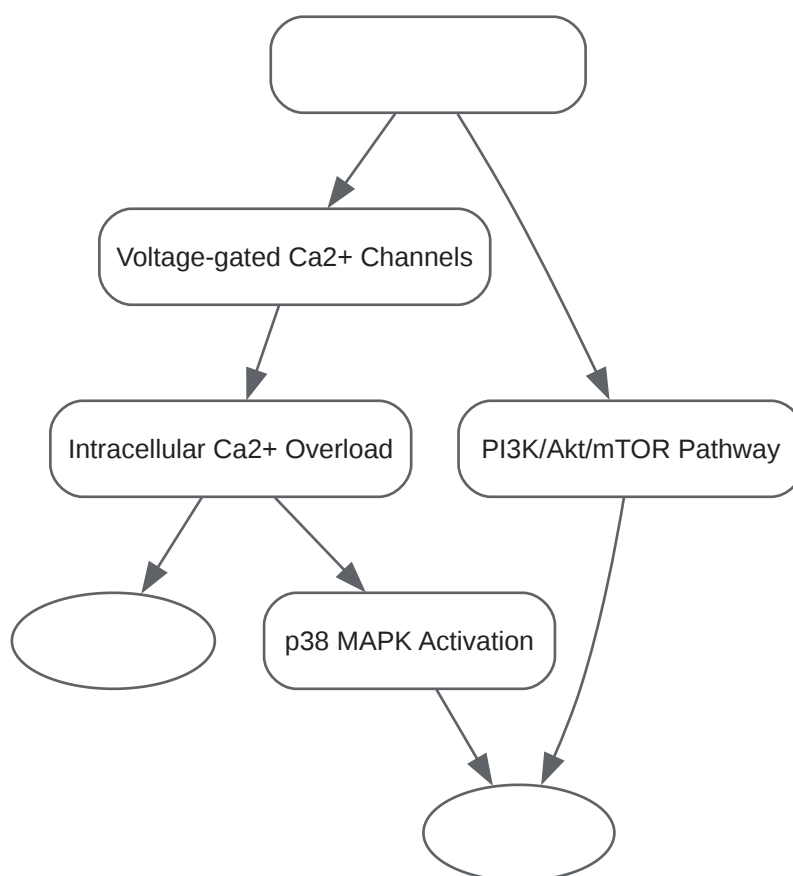 Voltage-gated Ca2+ Channels
Intracellular Ca2+ Overload
PI3K/Akt/mTOR Pathway
p38 MAPK Activation